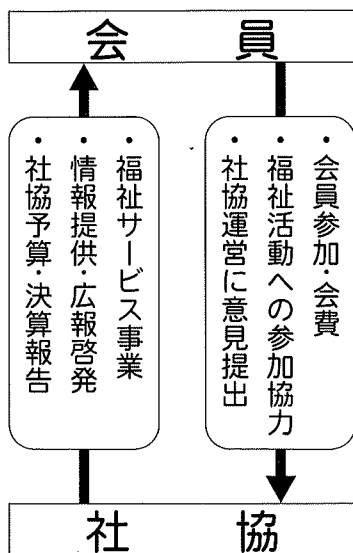 会員
・会員参加・会費
・福祉活動への参加協力
・社協運営に意見提出
・福祉サービス事業
・情報提供・広報啓発
・社協予算・決算報告
社協